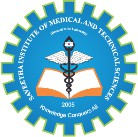 SAVEETHA INSTITUTE OF MEDICAL AND TECHNICAL SCIENCES
2005
Knowledge Conquers All